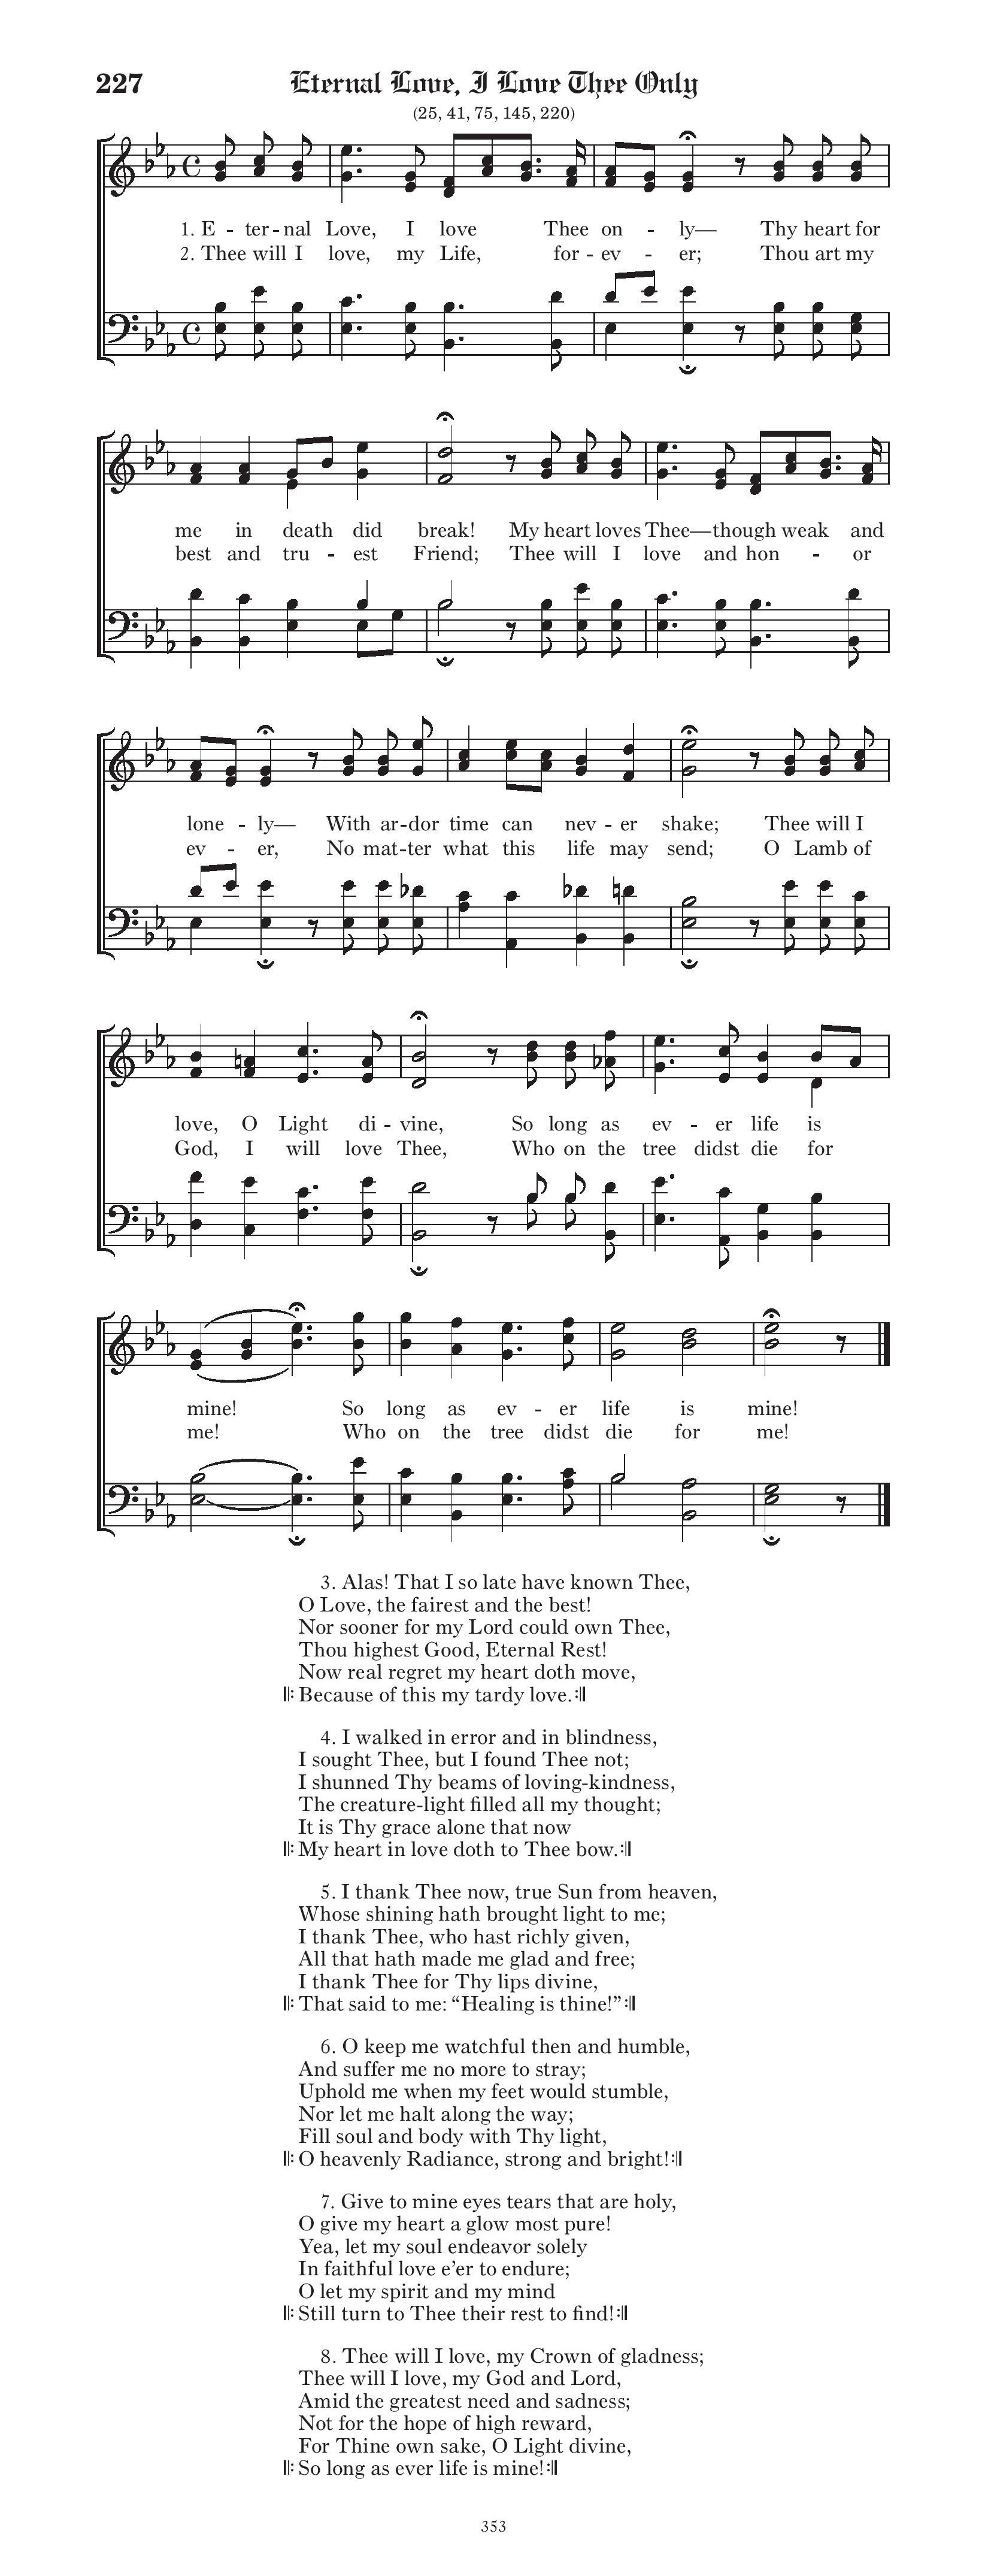 227 Eternal Love, I Love Thee Only
(25, 41, 75, 145, 220)
1. E - ter - nal Love, I love Thee on - ly— Thy heart for
2. Thee will I love, my Life, for - ev - er; Thou art my
me in death did break! My heart loves Thee—though weak and
best and tru - est Friend; Thee will I love and hon - or
lone - ly— With ar - dor time can nev - er shake; Thee will I
ev - er, No mat - ter what this life may send; O Lamb of
love, O Light di - vine, So long as ev - er life is
God, I will love Thee, Who on the tree didst die for
mine! So long as ev - er life is mine!
me! Who on the tree didst die for me!
3. Alas! That I so late have known Thee,
O Love, the fairest and the best!
Nor sooner for my Lord could own Thee,
Thou highest Good, Eternal Rest!
Now real regret my heart doth move,
𝄆 Because of this my tardy love. 𝄇
4. I walked in error and in blindness,
I sought Thee, but I found Thee not;
I shunned Thy beams of loving-kindness,
The creature-light filled all my thought;
It is Thy grace alone that now
𝄆 My heart in love doth to Thee bow. 𝄇
5. I thank Thee now, true Sun from heaven,
Whose shining hath brought light to me;
I thank Thee, who hast richly given,
All that hath made me glad and free;
I thank Thee for Thy lips divine,
𝄆 That said to me: “Healing is thine!” 𝄇
6. O keep me watchful then and humble,
And suffer me no more to stray;
Uphold me when my feet would stumble,
Nor let me halt along the way;
Fill soul and body with Thy light,
𝄆 O heavenly Radiance, strong and bright! 𝄇
7. Give to mine eyes tears that are holy,
O give my heart a glow most pure!
Yea, let my soul endeavor solely
In faithful love e’er to endure;
O let my spirit and my mind
𝄆 Still turn to Thee their rest to find! 𝄇
8. Thee will I love, my Crown of gladness;
Thee will I love, my God and Lord,
Amid the greatest need and sadness;
Not for the hope of high reward,
For Thine own sake, O Light divine,
𝄆 So long as ever life is mine! 𝄇
353